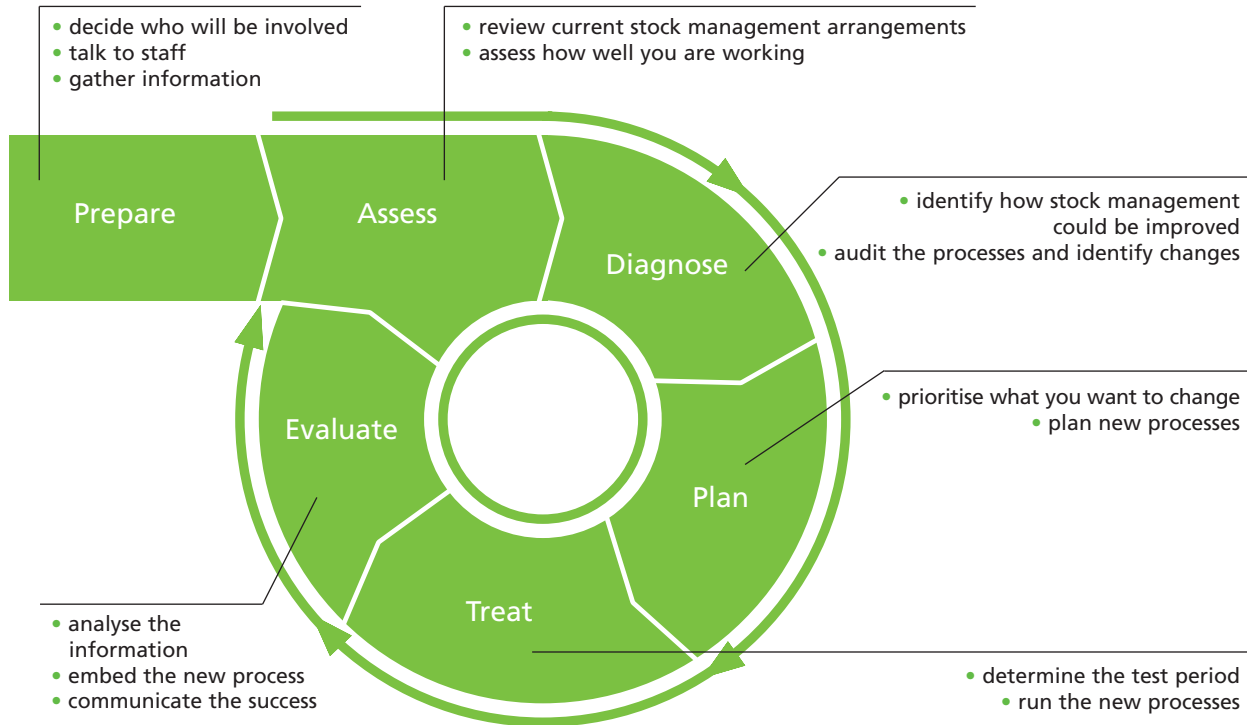 • decide who will be involved
• talk to staff
• gather information
• review current stock management arrangements
• assess how well you are working
Prepare
Assess
Diagnose
• identify how stock management
could be improved
• audit the processes and identify changes
• prioritise what you want to change
• plan new processes
Evaluate
Plan
Treat
• analyse the
information
• embed the new process
• communicate the success
• determine the test period
• run the new processes